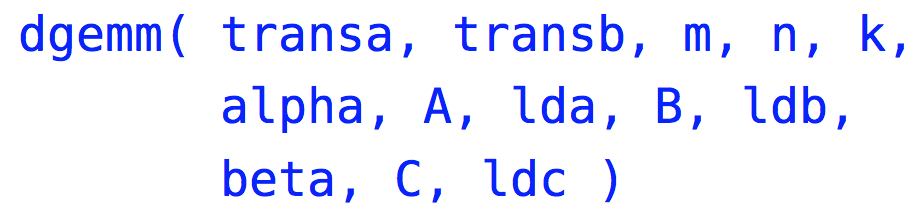 dgemm( transa, transb, m, n, k,
alpha, A, lda, B, ldb,
beta, C, ldc )